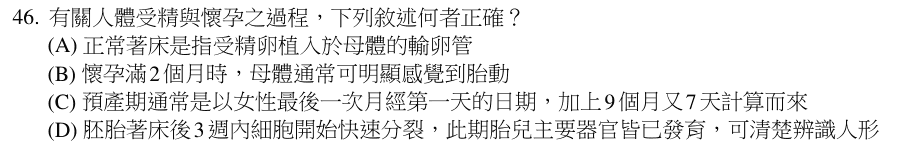 46. 有關人體受精與懷孕之過程,下列敘述何者正確?
(A) 正常著床是指受精卵植入於母體的輸卵管
(B) 懷孕滿2個月時,母體通常可明顯感覺到胎動
(C) 預產期通常是以女性最後一次月經第一天的日期,加上9個月又7天計算而來
(D) 胚胎著床後3週內細胞開始快速分裂,此期胎兒主要器官皆已發育,可清楚辨識人形